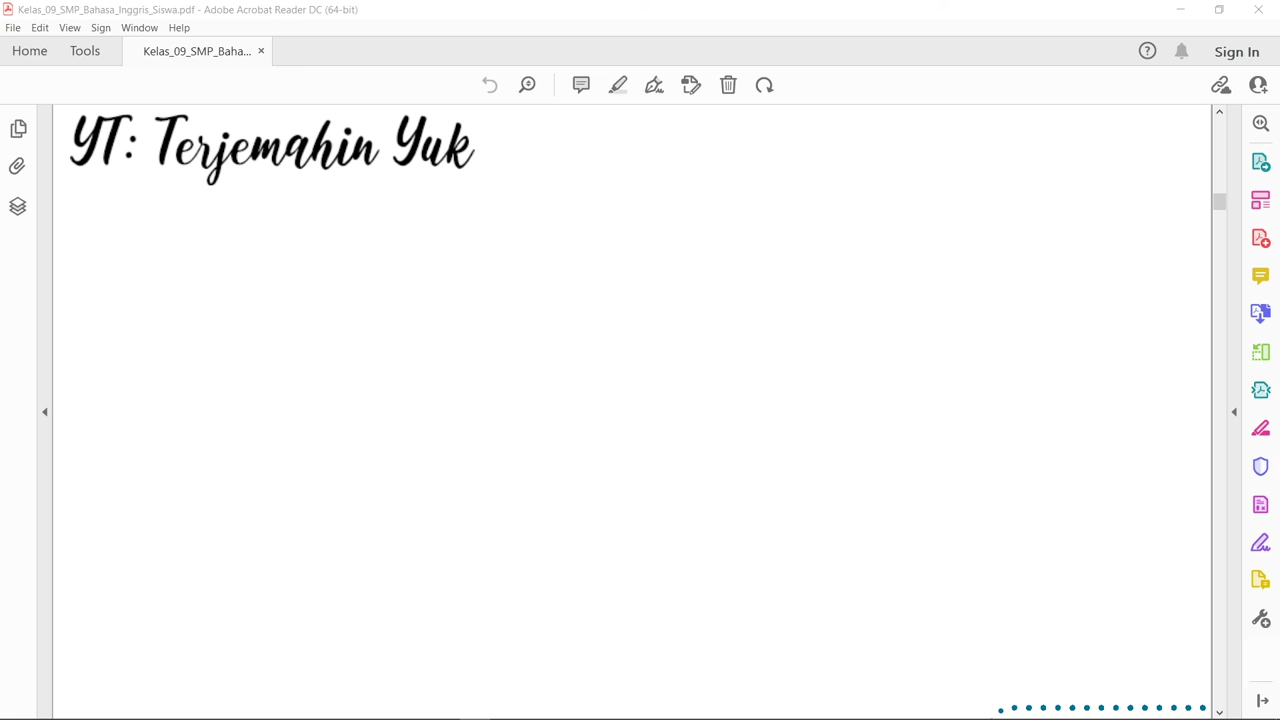 Kelas_09_SMP_Bahasa_Inggris_Siswa.pdf - Adobe Acrobat Reader DC (64-bit)
File Edit View Sign Window Help
Home Tools Kelas_09_SMP_Baha... × Sign In
YT: Terjemahin Yuk